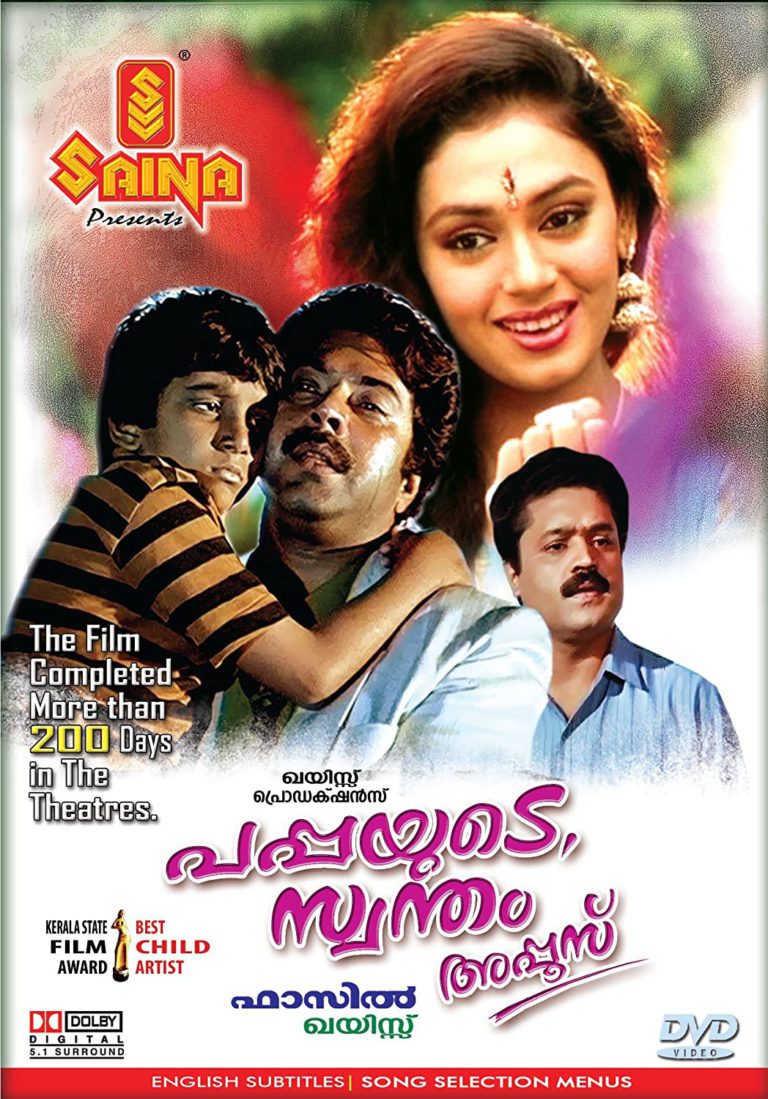 ®
SAINA
Presents
The Film
Completed
More than
200 Days
in The
Theatres.
ഖയിസ്സ്
പ്രൊഡക്ഷൻസ്
പപ്പയുടെ,
സ്വന്തം
അപ്പൂസ്
KERALA STATE
FILM
AWARD
BEST
CHILD
ARTIST
ഫാസിൽ
ഖയിസ്സ്
DOLBY
DIGITAL
5.1 SURROUND
DVD
VIDEO
ENGLISH SUBTITLES| SONG SELECTION MENUS